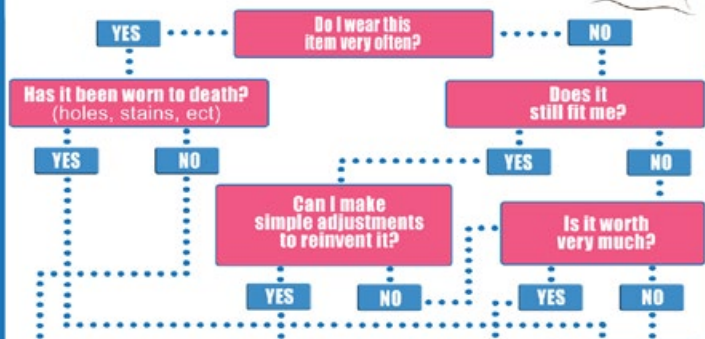 Do I wear this
item very often?
YES
NO
Has it been worn to death?
(holes, stains, ect)
Does it
still fit me?
YES
NO
YES
NO
Can I make
simple adjustments
to reinvent it?
Is it worth
very much?
YES
NO
YES
NO